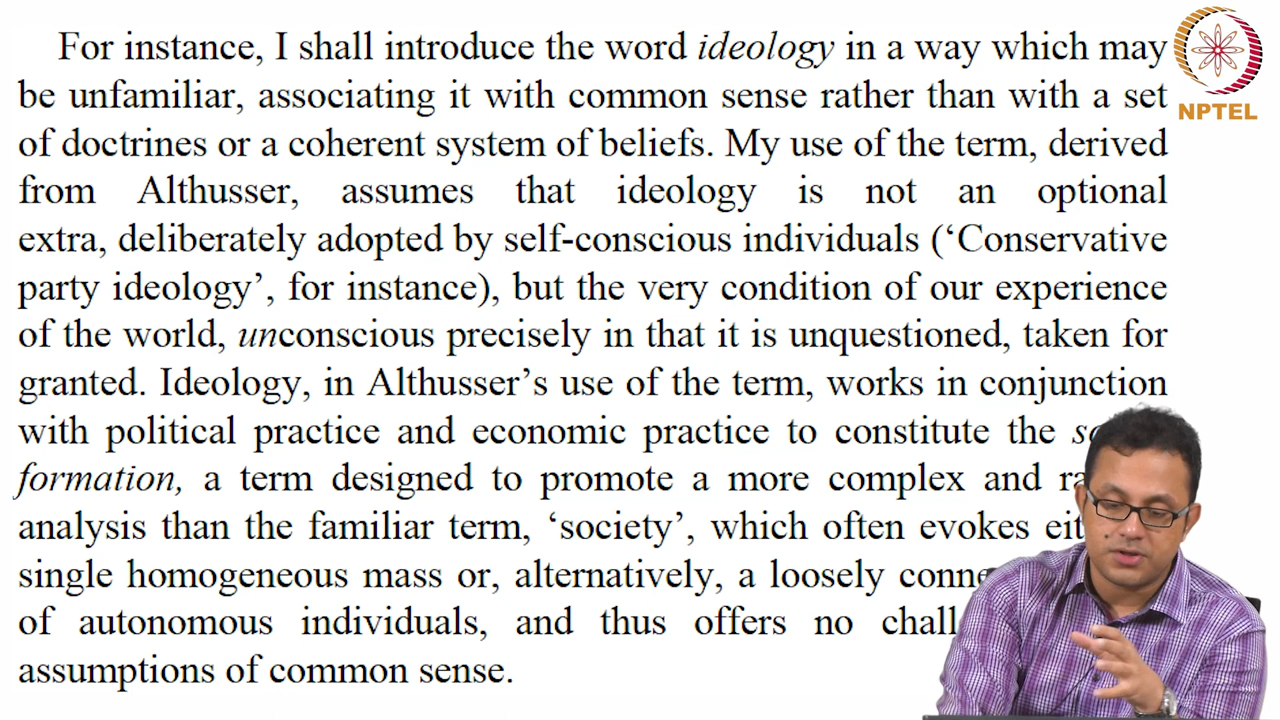 For instance, I shall introduce the word ideology in a way which may
be unfamiliar, associating it with common sense rather than with a set
of doctrines or a coherent system of beliefs. My use of the term, derived
from Althusser, assumes that ideology is not an optional
extra, deliberately adopted by self-conscious individuals (‘Conservative
party ideology’, for instance), but the very condition of our experience
of the world, unconscious precisely in that it is unquestioned, taken for
granted. Ideology, in Althusser’s use of the term, works in conjunction
with political practice and economic practice to constitute the
formation, a term designed to promote a more complex and
analysis than the familiar term, ‘society’, which often evokes
single homogeneous mass or, alternatively, a loosely
of autonomous individuals, and thus offers no
assumptions of common sense.
NPTEL